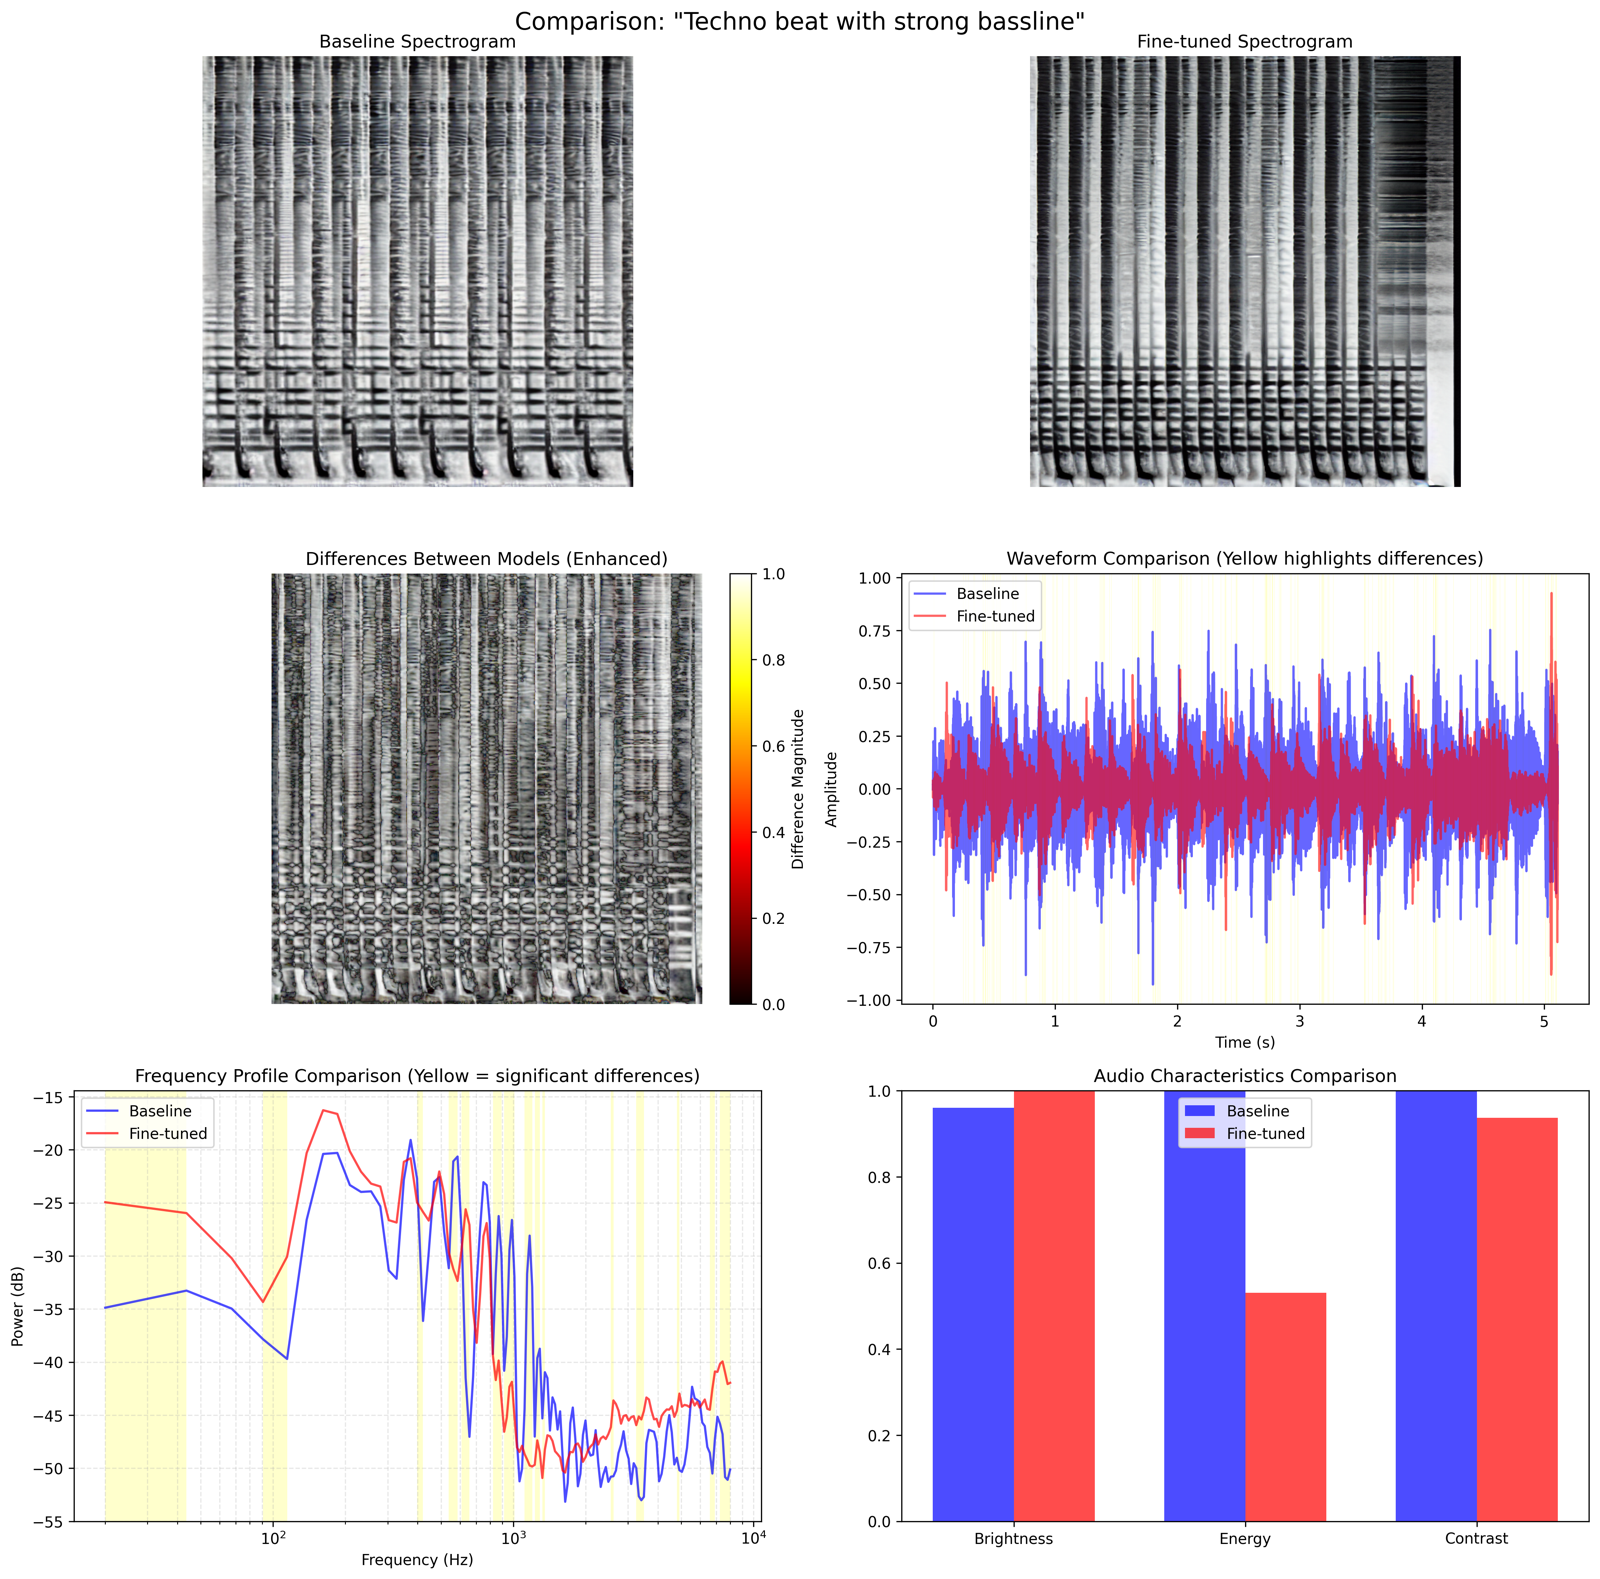 Comparison: "Techno beat with strong bassline"
Baseline Spectrogram
Fine-tuned Spectrogram
Differences Between Models (Enhanced)
1.0
0.8
0.6
0.4
0.2
0.0
Difference Magnitude
Waveform Comparison (Yellow highlights differences)
Baseline
Fine-tuned
1.00
0.75
0.50
0.25
0.00
−0.25
−0.50
−0.75
−1.00
Amplitude
0 1 2 3 4 5
Time (s)
Frequency Profile Comparison (Yellow = significant differences)
Baseline
Fine-tuned
−15
−20
−25
−30
−35
−40
−45
−50
−55
Power (dB)
10² 10³ 10⁴
Frequency (Hz)
Audio Characteristics Comparison
Baseline
Fine-tuned
1.0
0.8
0.6
0.4
0.2
0.0
Brightness Energy Contrast